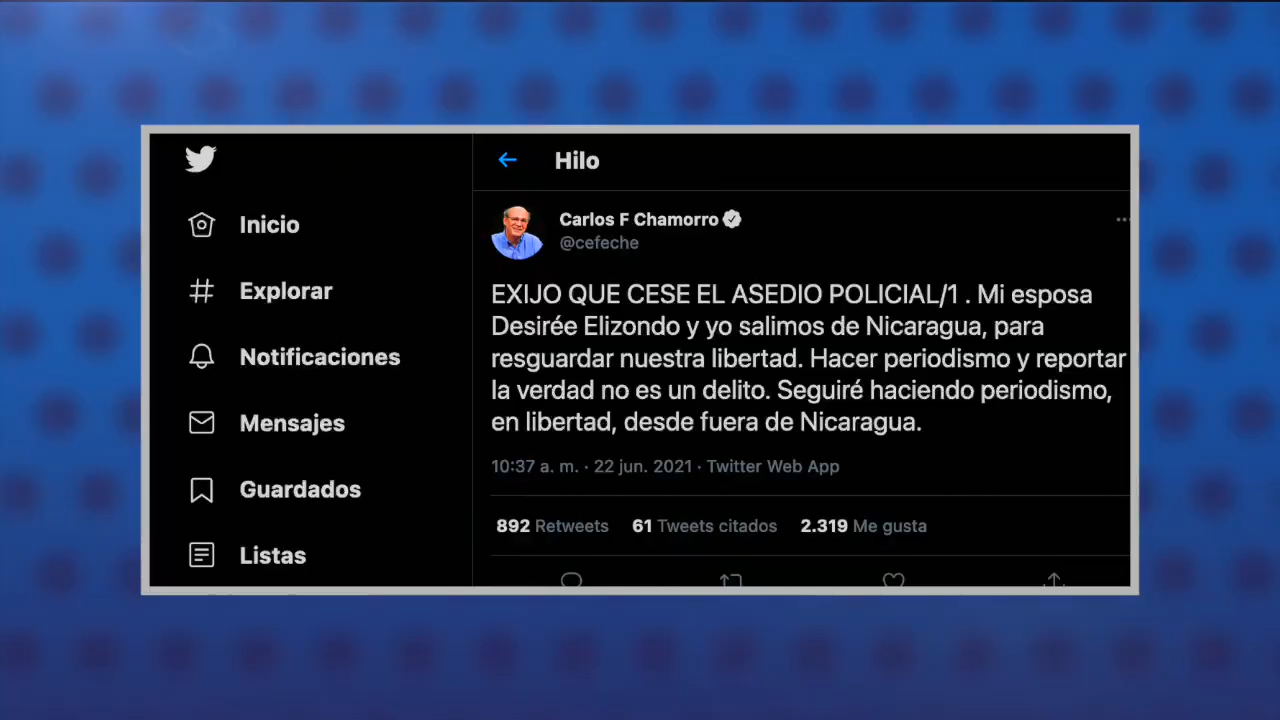 Inicio
Explorar
Notificaciones
Mensajes
Guardados
Listas
Hilo
Carlos F Chamorro
@cefeche
EXIJO QUE CESE EL ASEDIO POLICIAL/1 . Mi esposa
Desirée Elizondo y yo salimos de Nicaragua, para
resguardar nuestra libertad. Hacer periodismo y reportar
la verdad no es un delito. Seguiré haciendo periodismo,
en libertad, desde fuera de Nicaragua.
10:37 a. m. · 22 jun. 2021 · Twitter Web App
892 Retweets 61 Tweets citados 2.319 Me gusta